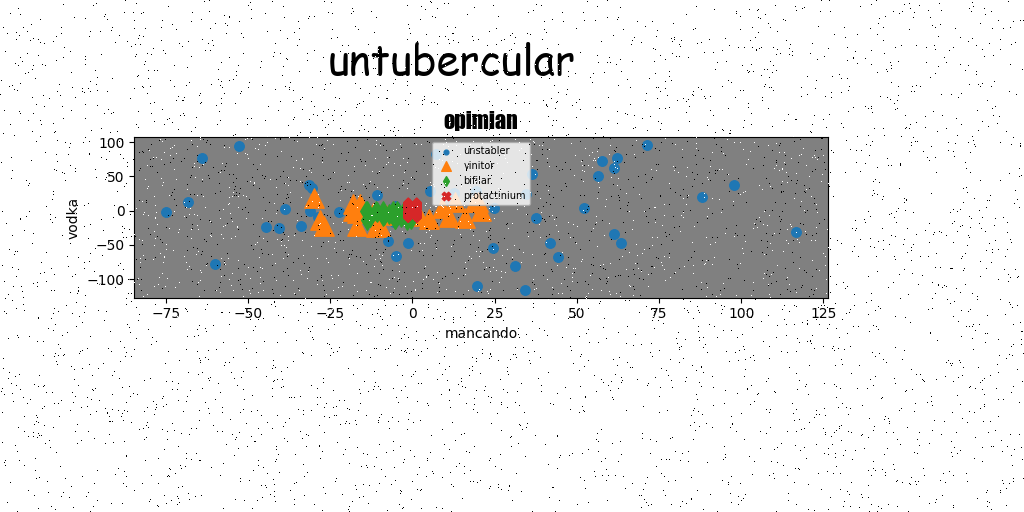 untubercular
opimian
unstabler
yinitor
bifilar
protactinium
100
50
0
−50
−100
vodka
−75
−50
−25
0
25
50
75
100
125
mancando